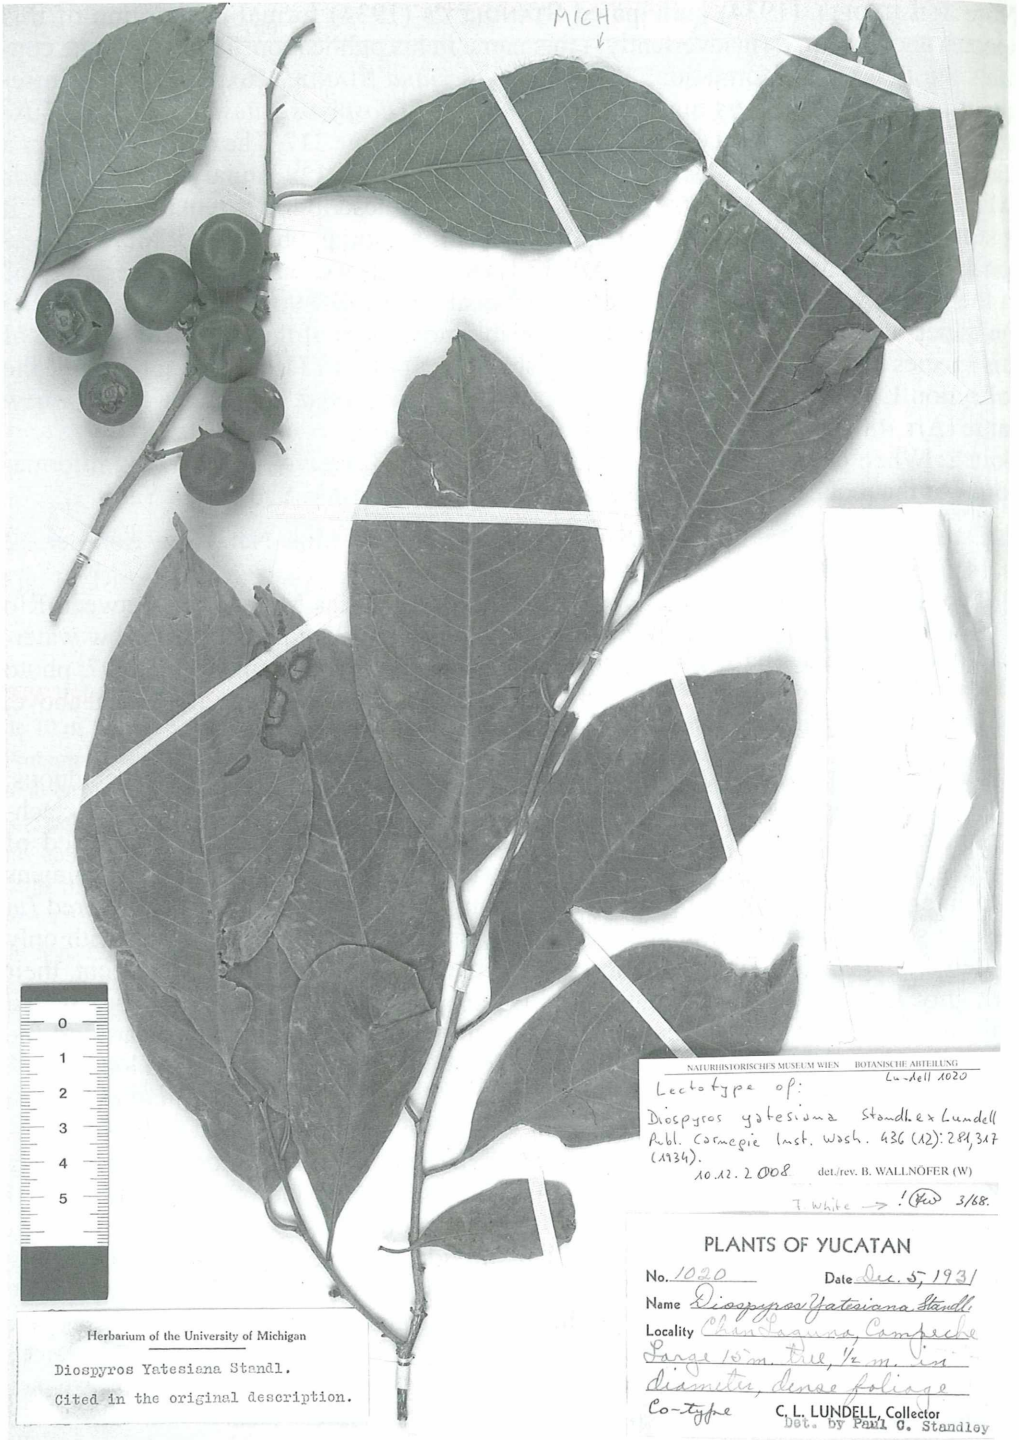 MICH
0
1
2
3
4
5
NATURHISTORISCHES MUSEUM WIEN BOTANISCHE ABTEILUNG
Lundell 1020
Lectotype of:
Diospyros yatesiana Standl. ex Lundell
Publ. Carnegie Inst. Wash. 436 (12): 281, 317
(1934).
10.12.2008 det./rev. B. WALLNÖFER (W)
F. White → ! FW 3/68.
PLANTS OF YUCATAN
No. 1020 Date Dec. 5, 1931
Name Diospyros Yatesiana Standl.
Locality Chan Laguna, Campeche
Large 15 m. tree, 1/2 m. in
diameter, dense foliage
Co-type C. L. LUNDELL, Collector
Det. by Paul C. Standley
Herbarium of the University of Michigan
Diospyros Yatesiana Standl.
Cited in the original description.